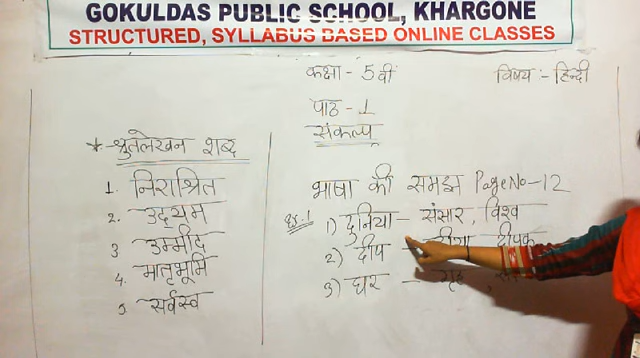 GOKULDAS PUBLIC SCHOOL, KHARGONE
STRUCTURED, SYLLABUS BASED ONLINE CLASSES
कक्षा - 5 वीं
विषय :- हिन्दी
पाठ - 1
संकल्प
* श्रुतलेखन शब्द
1. निराश्रित
2. उद्यम
3 उम्मीद
4. मातृभूमि
5 सर्वस्व
भाषा की समझ Page No-12
प्र.1 1) दुनिया - संसार, विश्व
2) दीप दीपक
3) घर - गृह,